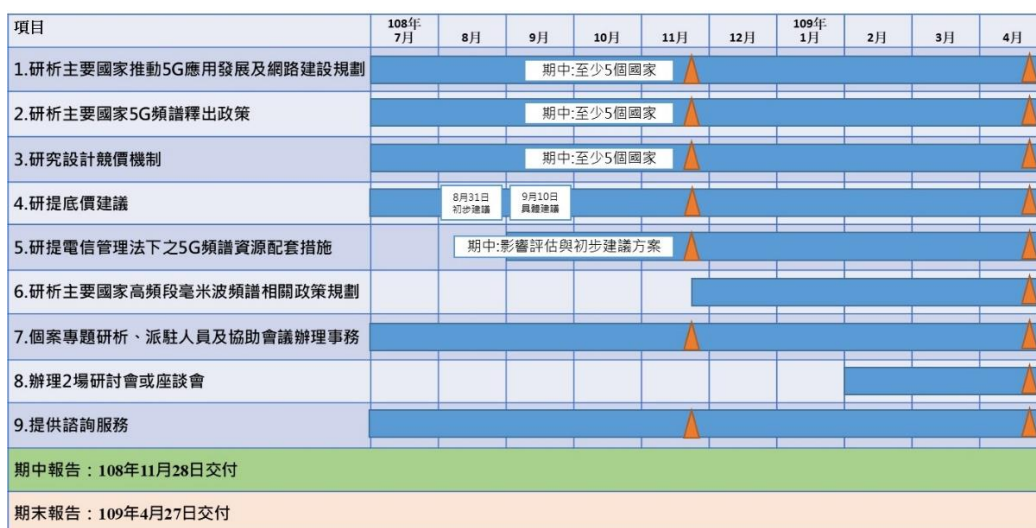 項目
108年
7月
8月
9月
10月
11月
12月
109年
1月
2月
3月
4月
1.研析主要國家推動5G應用發展及網路建設規劃
期中:至少5個國家
2.研析主要國家5G頻譜釋出政策
期中:至少5個國家
3.研究設計競價機制
期中:至少5個國家
4.研提底價建議
8月31日
初步建議
9月10日
具體建議
5.研提電信管理法下之5G頻譜資源配套措施
期中:影響評估與初步建議方案
6.研析主要國家高頻段毫米波頻譜相關政策規劃
7.個案專題研析、派駐人員及協助會議辦理事務
8.辦理2場研討會或座談會
9.提供諮詢服務
期中報告：108年11月28日交付
期末報告：109年4月27日交付